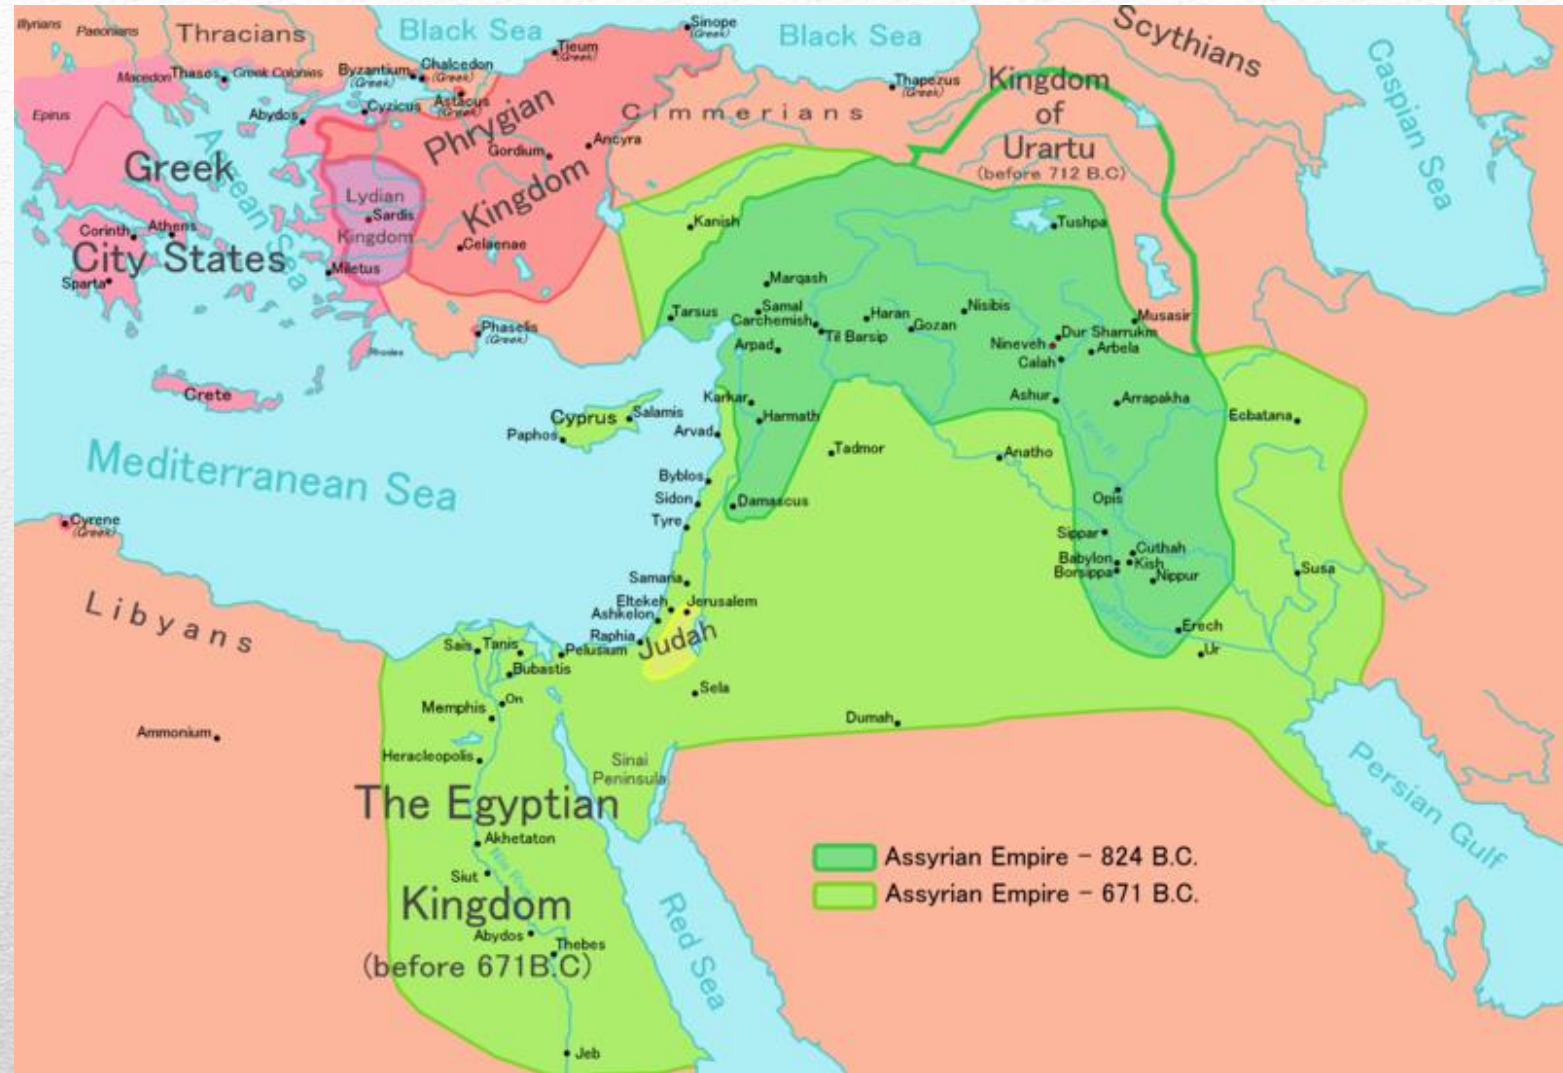 Illyrians
Paeonians
Thracians
Black Sea
Sinope
(Greek)
Black Sea
Scythians
Caspian Sea
Tieum
(Greek)
Macedon
Thasos
Greek Colonies
Byzantium
(Greek)
Chalcedon
(Greek)
Thapezus
(Greek)
Kingdom
of
Urartu
(before 712 B.C)
Epirus
Abydos
Cyzicus
Astacus
(Greek)
Phrygian
Kingdom
Cimmerians
Ancyra
Gordium
Greek
City States
Aegean Sea
Lydian
Kingdom
Sardis
Kanish
Tushpa
Corinth
Athens
Celaenae
Sparta
Miletus
Marqash
Tarsus
Samal
Carchemish
Til Barsip
Haran
Gozan
Nisibis
Musasir
Dur Sharrukin
Nineveh
Arbela
Calah
Phaselis
(Greek)
Rhodes
Arpad
Crete
Karkar
Harmath
Ashur
Arrapakha
Ecbatana
Cyprus
Salamis
Paphos
Arvad
Tadmor
Anatho
Mediterranean Sea
Byblos
Sidon
Damascus
Tyre
Opis
Cyrene
(Greek)
Sippar
Cuthah
Babylon
Kish
Borsippa
Nippur
Susa
Samaria
Eltekeh
Jerusalem
Ashkelon
Libyans
Raphia
Judah
Erech
Ur
Sais
Tanis
Pelusium
Bubastis
Sela
On
Memphis
Dumah
Ammonium
Heracleopolis
Sinai
Peninsula
Persian Gulf
The Egyptian
Kingdom
(before 671B.C)
Akhetaton
Siut
Abydos
Thebes
Red Sea
Jeb
Assyrian Empire - 824 B.C.
Assyrian Empire - 671 B.C.